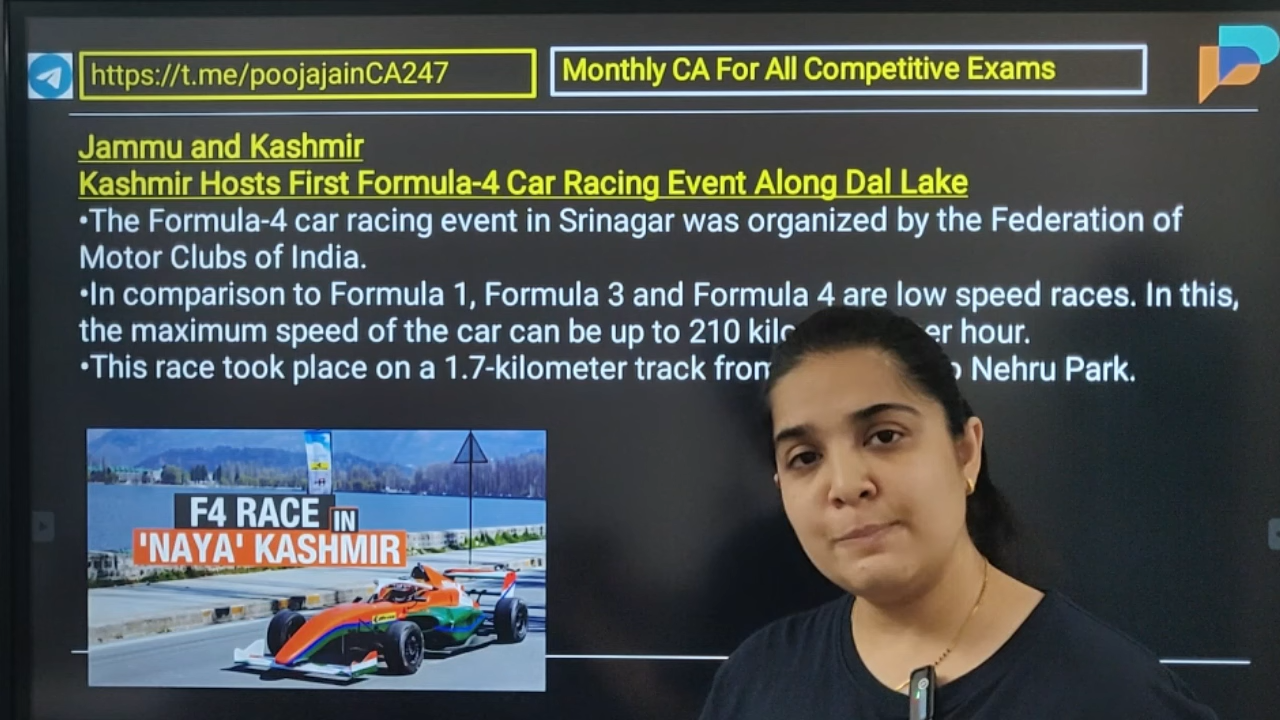 https://t.me/poojajainCA247
Monthly CA For All Competitive Exams
Jammu and Kashmir
Kashmir Hosts First Formula-4 Car Racing Event Along Dal Lake
•The Formula-4 car racing event in Srinagar was organized by the Federation of
Motor Clubs of India.
•In comparison to Formula 1, Formula 3 and Formula 4 are low speed races. In this,
the maximum speed of the car can be up to 210 hour.
•This race took place on a 1.7-kilometer track Nehru Park.
F4 RACE IN
'NAYA' KASHMIR